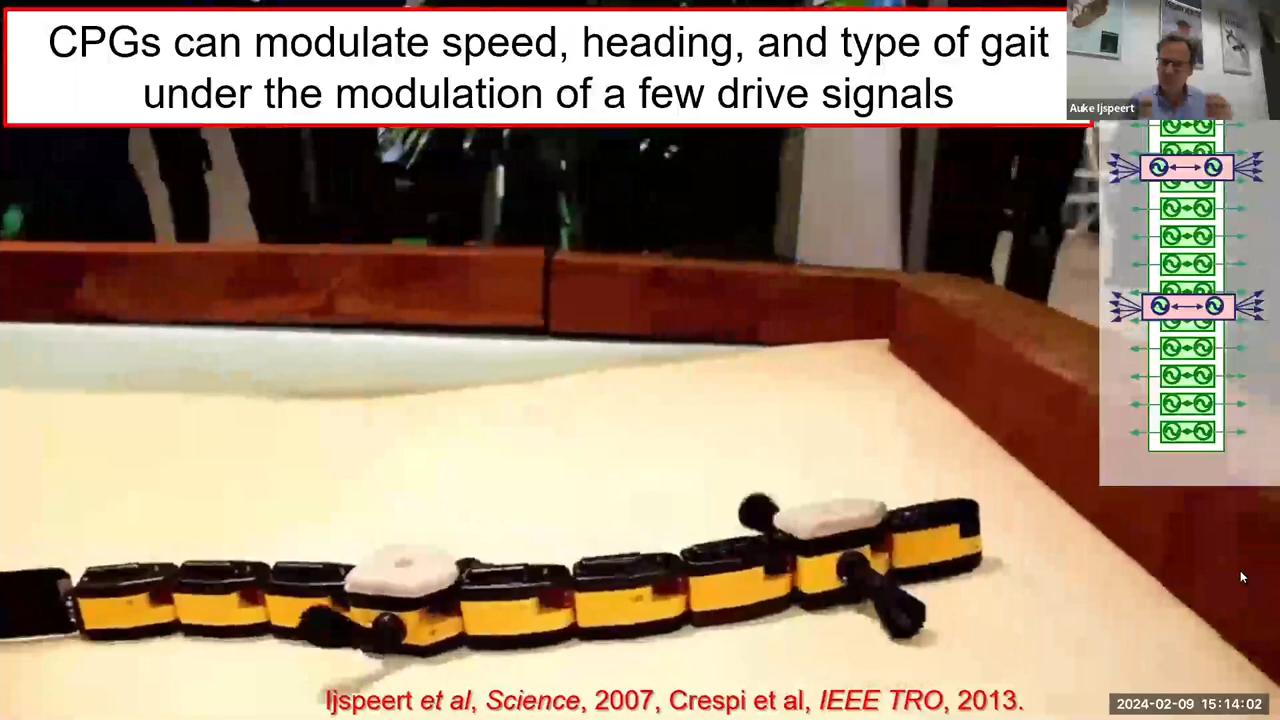 CPGs can modulate speed, heading, and type of gait
under the modulation of a few drive signals
Auke Ijspeert
Ijspeert et al, Science, 2007, Crespi et al, IEEE TRO, 2013.
2024-02-09 15:14:02